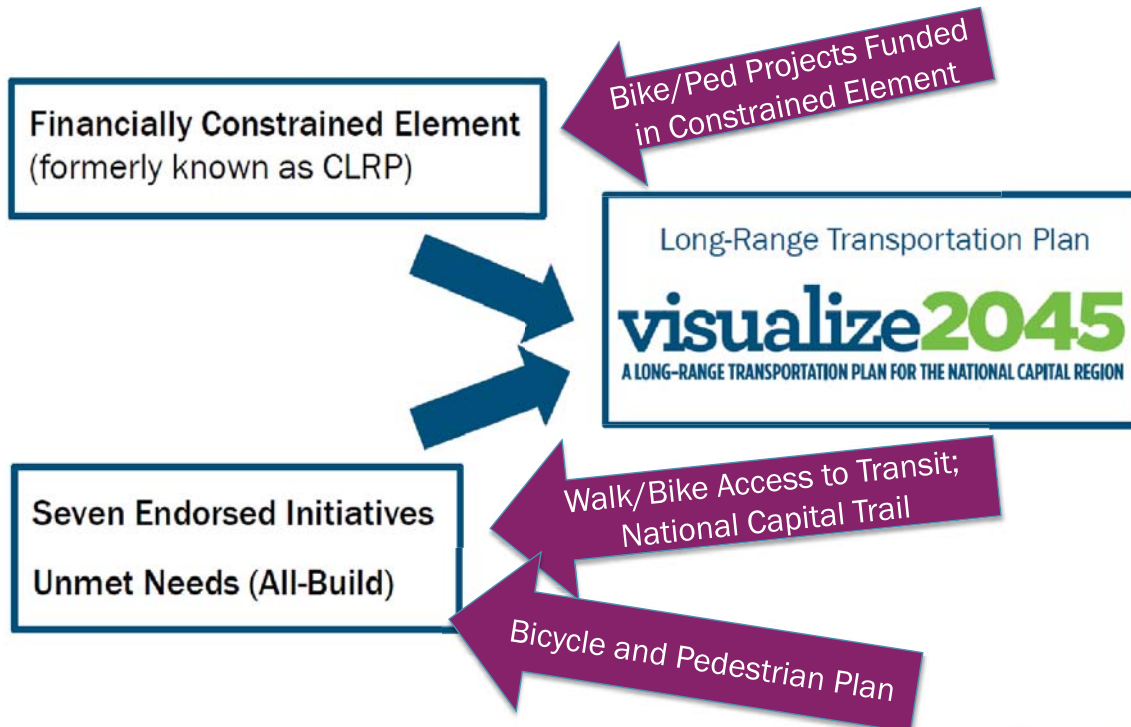 Bike/Ped Projects Funded
in Constrained Element
Financially Constrained Element
(formerly known as CLRP)
Long-Range Transportation Plan
visualize2045
A LONG-RANGE TRANSPORTATION PLAN FOR THE NATIONAL CAPITAL REGION
Walk/Bike Access to Transit;
National Capital Trail
Seven Endorsed Initiatives
Unmet Needs (All-Build)
Bicycle and Pedestrian Plan